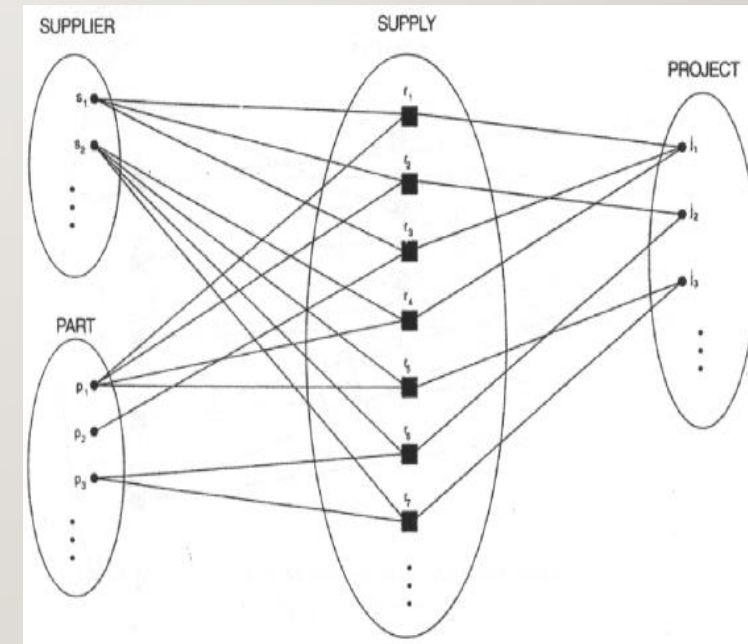 SUPPLIER
s₁
s₂
PART
p₁
p₂
p₃
SUPPLY
r₁
r₂
r₃
r₄
r₅
r₆
r₇
PROJECT
j₁
j₂
j₃